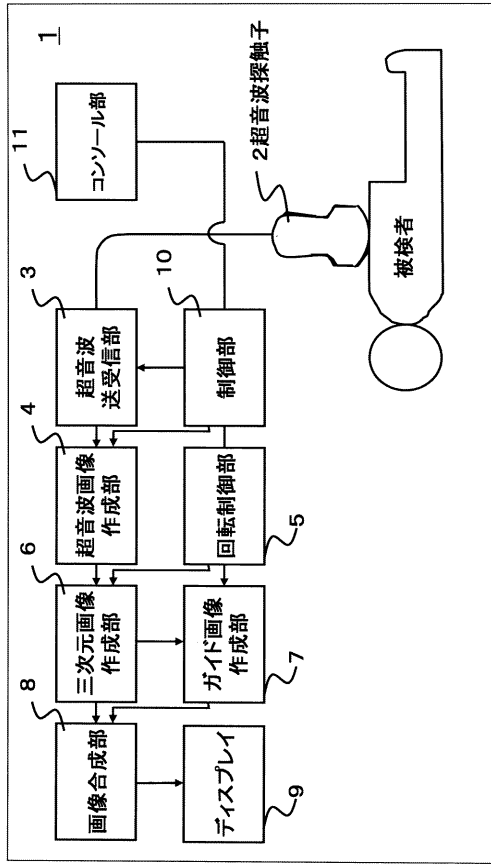 1
11
コンソール部
2超音波探触子
被検者
3
超音波
送受信部
10
制御部
4
超音波画像
作成部
回転制御部
5
6
三次元画像
作成部
ガイド画像
作成部
7
8
画像合成部
ディスプレイ
9